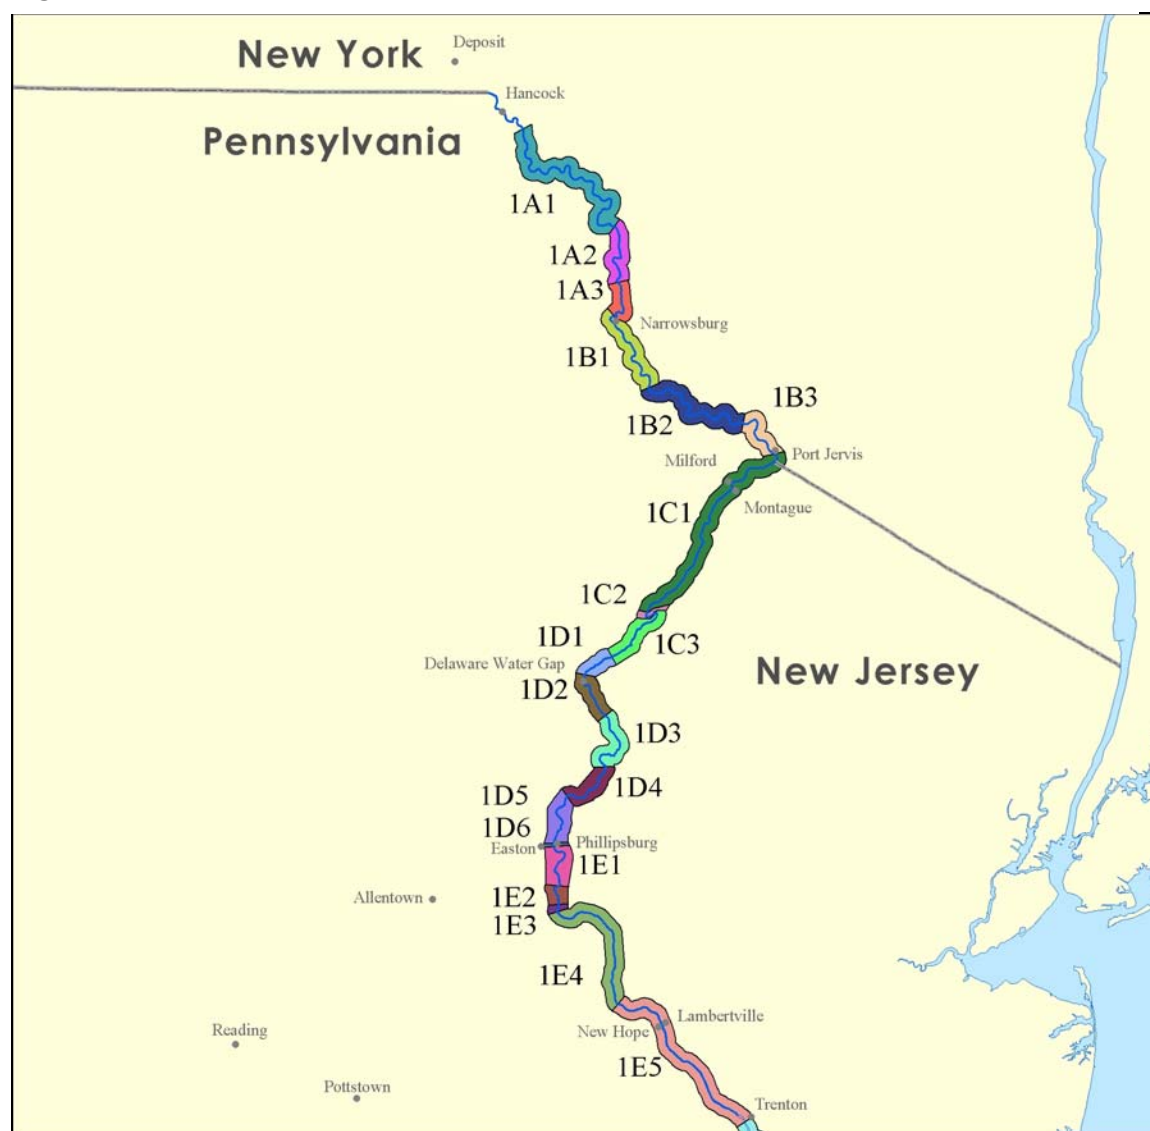 Deposit
New York
Hancock
Pennsylvania
1A1
1A2
1A3
Narrowsburg
1B1
1B3
1B2
Port Jervis
Milford
Montague
1C1
1C2
1D1
1C3
Delaware Water Gap
New Jersey
1D2
1D3
1D4
1D5
1D6
Phillipsburg
Easton
1E1
1E2
Allentown
1E3
1E4
Lambertville
New Hope
Reading
1E5
Pottstown
Trenton